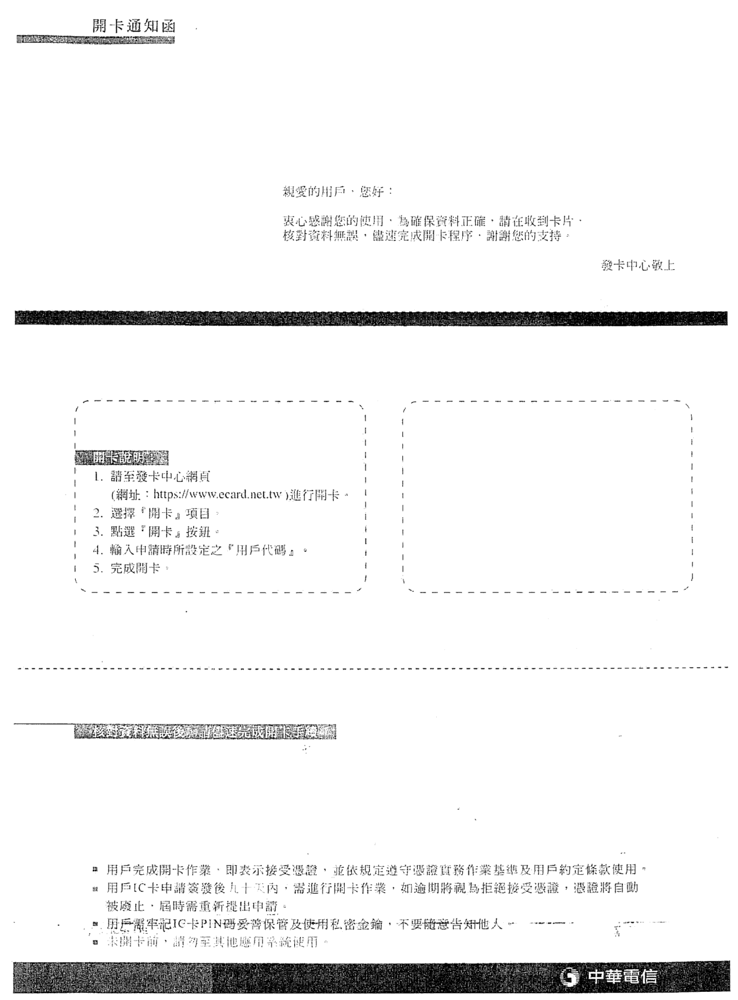 開卡通知函
親愛的用戶、您好：
衷心感謝您的使用，為確保資料正確，請在收到卡片，
核對資料無誤，儘速完成開卡程序，謝謝您的支持。
發卡中心敬上
開卡說明：
1. 請至發卡中心網頁
(網址：https://www.ecard.net.tw )進行開卡。
2. 選擇『開卡』項目。
3. 點選『開卡』按鈕。
4. 輸入申請時所設定之『用戶代碼』。
5. 完成開卡。
核對資料無誤後，請儘速完成開卡手續
用戶完成開卡作業，即表示接受憑證，並依規定遵守憑證實務作業基準及用戶約定條款使用。
用戶IC卡申請簽發後九十天內，需進行開卡作業，如逾期將視為拒絕接受憑證，憑證將自動
被廢止，屆時需重新提出申請。
用戶需牢記IC卡PIN碼妥善保管及使用私密金鑰，不要隨意告知他人。
未開卡前，請勿至其他應用系統使用。
中華電信